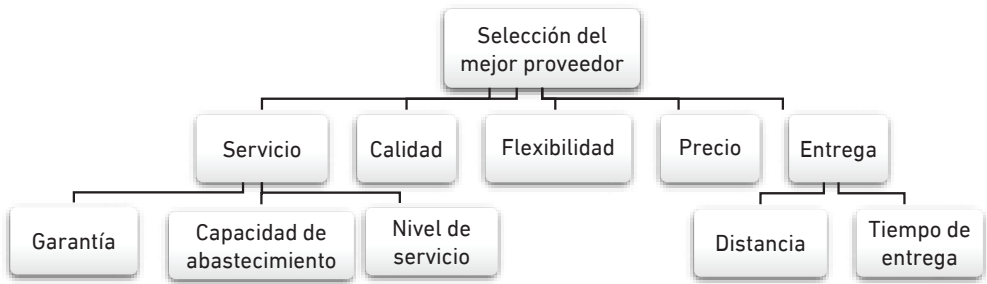 Selección del
mejor proveedor
Servicio
Calidad
Flexibilidad
Precio
Entrega
Garantía
Capacidad de
abastecimiento
Nivel de
servicio
Distancia
Tiempo de
entrega